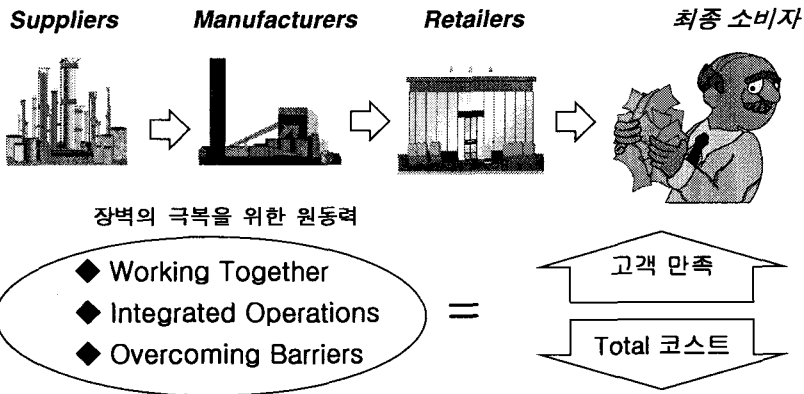 Suppliers Manufacturers Retailers 최종 소비자
장벽의 극복을 위한 원동력
◆ Working Together
◆ Integrated Operations
◆ Overcoming Barriers
=
고객 만족
Total 코스트